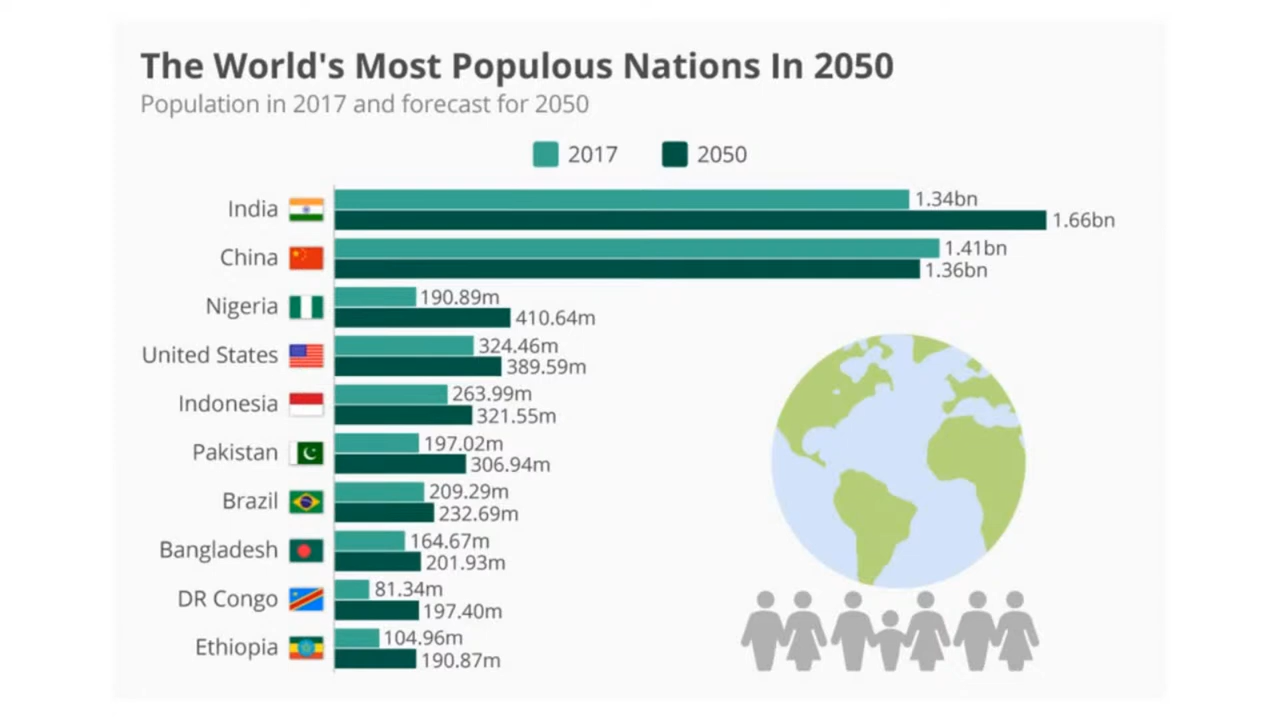 The World's Most Populous Nations In 2050
Population in 2017 and forecast for 2050
2017 2050
India 1.34bn
1.66bn
China 1.41bn
1.36bn
Nigeria 190.89m
410.64m
United States 324.46m
389.59m
Indonesia 263.99m
321.55m
Pakistan 197.02m
306.94m
Brazil 209.29m
232.69m
Bangladesh 164.67m
201.93m
DR Congo 81.34m
197.40m
Ethiopia 104.96m
190.87m